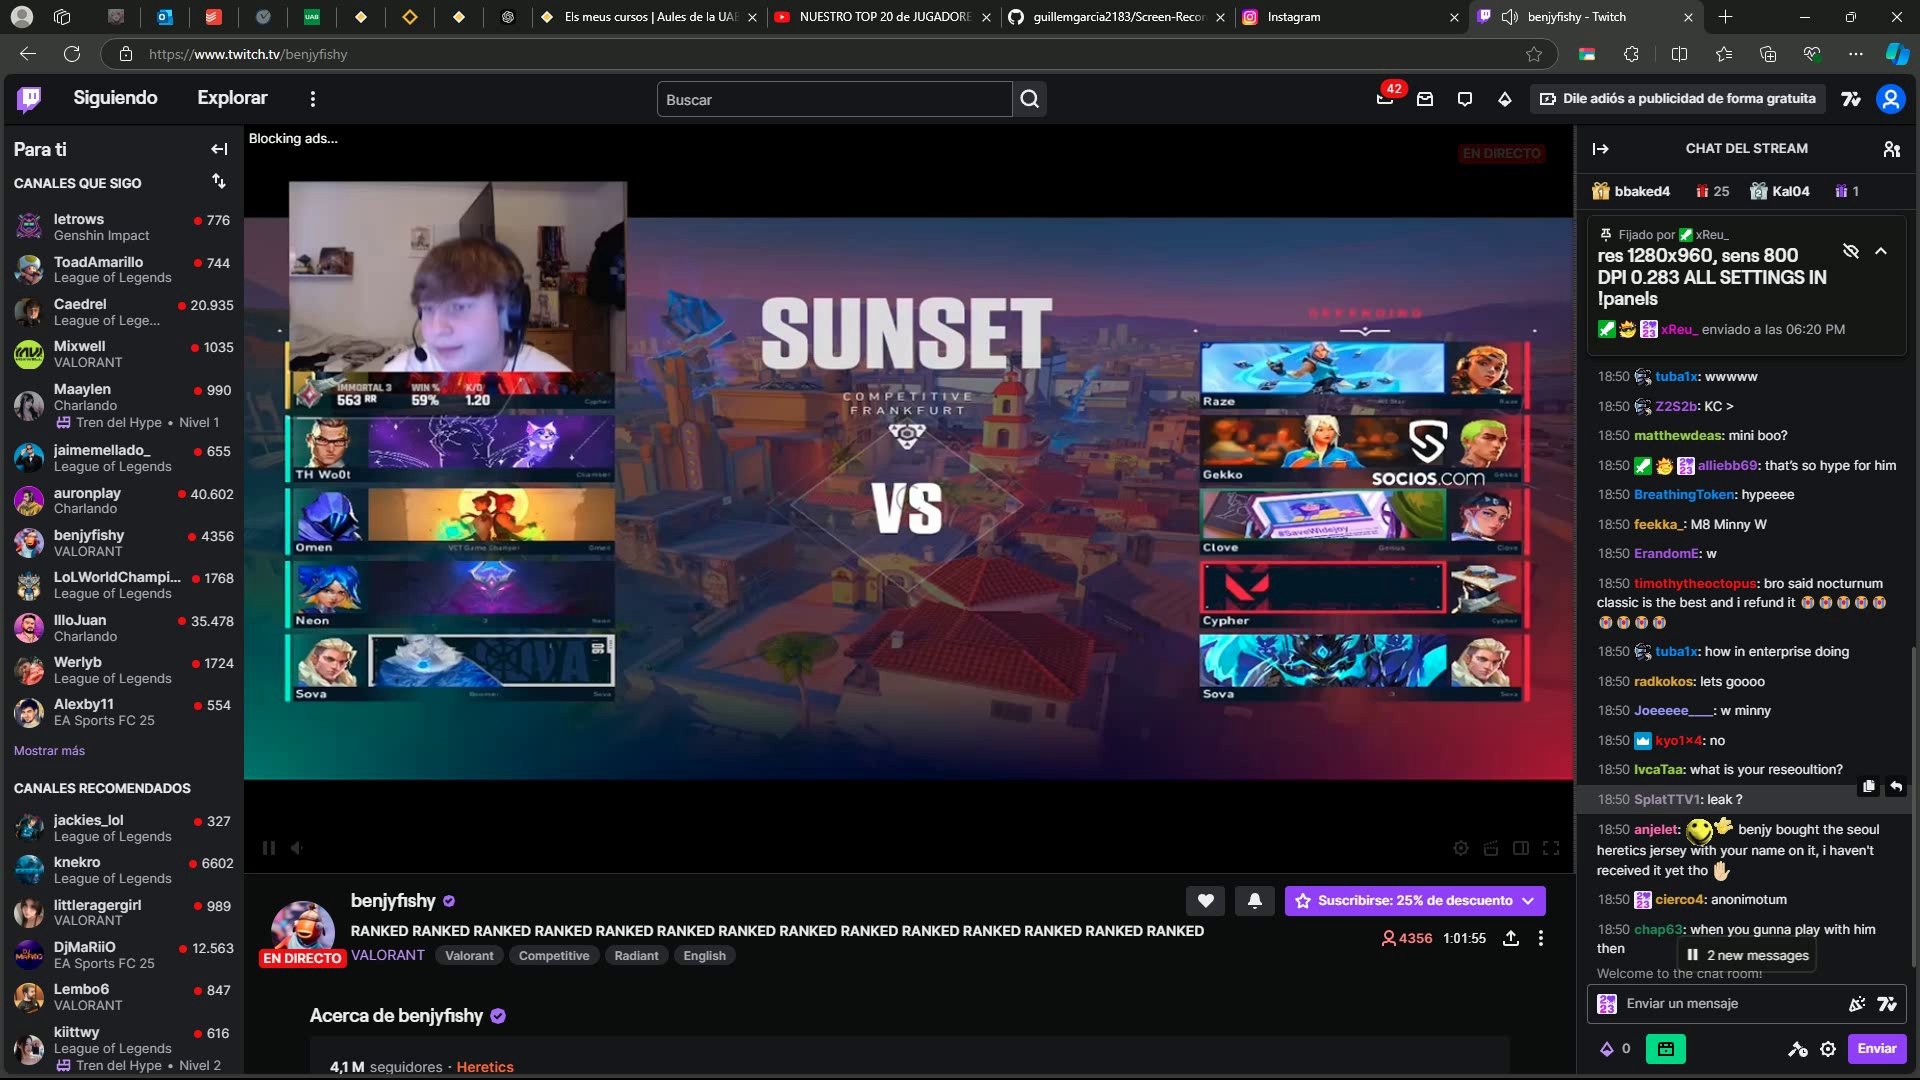 Els meus cursos | Aules de la UAB
NUESTRO TOP 20 de JUGADORE
guillemgarcia2183/Screen-Recor
Instagram
benjyfishy - Twitch
https://www.twitch.tv/benjyfishy
Siguiendo
Explorar
Buscar
42
Dile adiós a publicidad de forma gratuita
Para ti
CANALES QUE SIGO
letrows
776
Genshin Impact
ToadAmarillo
744
League of Legends
Caedrel
20.935
League of Lege...
Mixwell
1035
VALORANT
Maaylen
990
Charlando
Tren del Hype • Nivel 1
jaimemellado_
655
League of Legends
auronplay
40.602
Charlando
benjyfishy
4356
VALORANT
LoLWorldChampi...
1768
League of Legends
IlloJuan
35.478
Charlando
Werlyb
1724
League of Legends
Alexby11
554
EA Sports FC 25
Mostrar más
CANALES RECOMENDADOS
jackies_lol
327
League of Legends
knekro
6602
League of Legends
littleragergirl
989
VALORANT
DjMaRiiO
12.563
EA Sports FC 25
Lembo6
847
VALORANT
kiittwy
616
League of Legends
Tren del Hype • Nivel 2
Blocking ads...
EN DIRECTO
SUNSET
COMPETITIVE
FRANKFURT
VS
IMMORTAL 3 WIN % K/D
563 RR 59% 1.20
Cypher
TH Wo0t
Chamber
Omen
VCT Game Changer
Omen
Neon
Neon
Sova
Sova
DEFENDING
Raze
Raze
Gekko
SOCIOS.com
Gekko
#SaveWidejoy
Clove
Genius
Clove
Cypher
Cypher
Sova
Sova
benjyfishy
RANKED RANKED RANKED RANKED RANKED RANKED RANKED RANKED RANKED RANKED RANKED RANKED RANKED RANKED
EN DIRECTO
VALORANT
Valorant
Competitive
Radiant
English
Suscribirse: 25% de descuento
4356
1:01:55
Acerca de benjyfishy
4,1 M seguidores · Heretics
CHAT DEL STREAM
bbaked4
25
Kal04
1
Fijado por xReu_
res 1280x960, sens 800
DPI 0.283 ALL SETTINGS IN
!panels
xReu_ enviado a las 06:20 PM
18:50 tuba1x: wwwww
18:50 Z2S2b: KC >
18:50 matthewdeas: mini boo?
18:50 alliebb69: that's so hype for him
18:50 BreathingToken: hypeeee
18:50 feekka_: M8 Minny W
18:50 ErandomE: w
18:50 timothytheoctopus: bro said nocturnum
classic is the best and i refund it 😭 😭 😭 😭 😭
😭 😭 😭 😭
18:50 tuba1x: how in enterprise doing
18:50 radkokos: lets goooo
18:50 Joeeeee____: w minny
18:50 kyo1x4: no
18:50 IvcaTaa: what is your reseoultion?
18:50 SplatTTV1: leak ?
18:50 anjelet: benjy bought the seoul
heretics jersey with your name on it, i haven't
received it yet tho ✋🏻
18:50 cierco4: anonimotum
18:50 chap63: when you gunna play with him
then
2 new messages
Welcome to the chat room!
Enviar un mensaje
0
Enviar